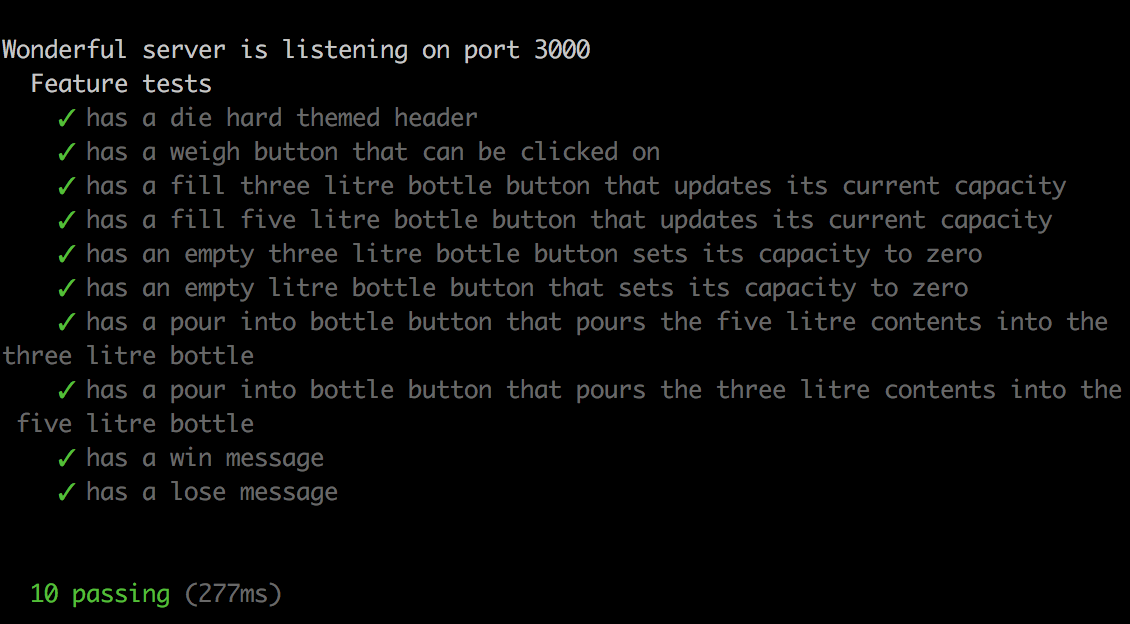 Wonderful server is listening on port 3000
Feature tests
✓ has a die hard themed header
✓ has a weigh button that can be clicked on
✓ has a fill three litre bottle button that updates its current capacity
✓ has a fill five litre bottle button that updates its current capacity
✓ has an empty three litre bottle button sets its capacity to zero
✓ has an empty litre bottle button that sets its capacity to zero
✓ has a pour into bottle button that pours the five litre contents into the
three litre bottle
✓ has a pour into bottle button that pours the three litre contents into the
five litre bottle
✓ has a win message
✓ has a lose message
10 passing (277ms)